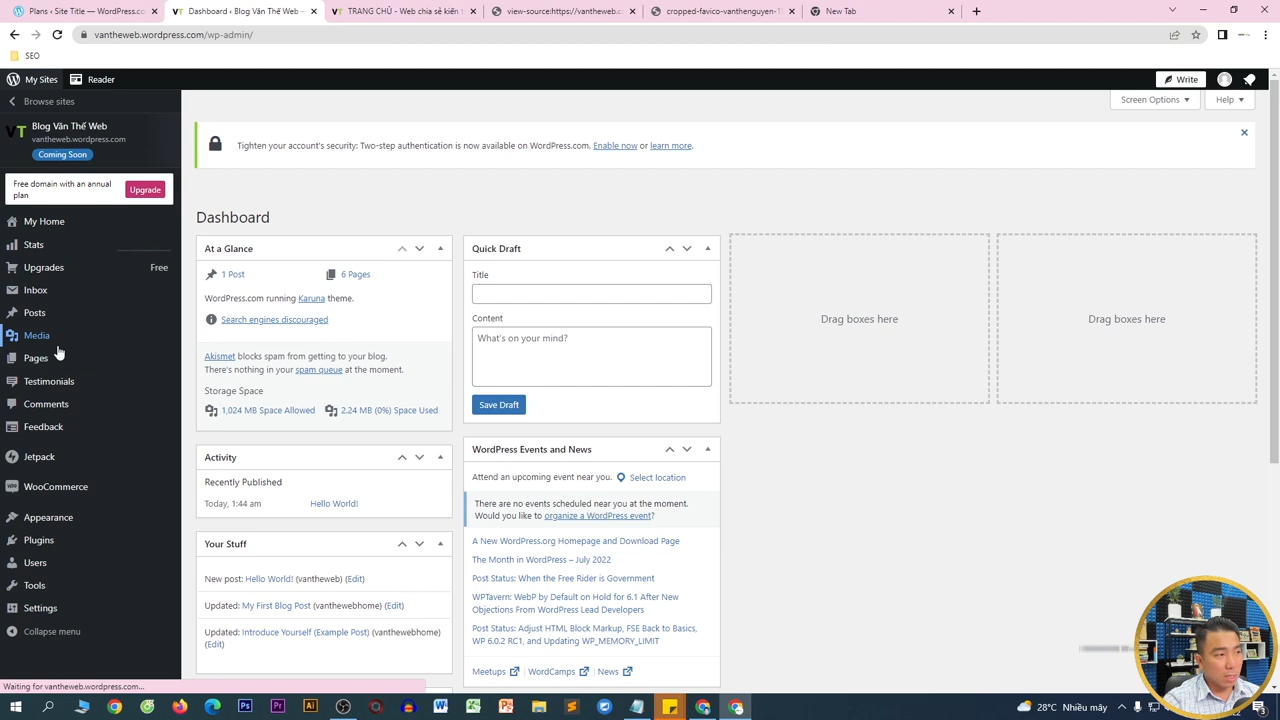 Plans ‹ Site Title — WordPress.c
Dashboard ‹ Blog Văn Thế Web –
TRANG CHỦ - Web chia sẻ kiến t
view-source:https://vantheweb.c
cropped-favico-vanthenguyen-1
New Tab
vantheweb.wordpress.com/wp-admin/
SEO
My Sites
Reader
Write
Browse sites
Screen Options
Help
VT
Blog Văn Thế Web
vantheweb.wordpress.com
Coming Soon
Tighten your account's security: Two-step authentication is now available on WordPress.com. Enable now or learn more.
Free domain with an annual
plan
Upgrade
My Home
Stats
Upgrades
Free
Inbox
Posts
Media
Pages
Testimonials
Comments
Feedback
Jetpack
WooCommerce
Appearance
Plugins
Users
Tools
Settings
Collapse menu
Dashboard
At a Glance
1 Post
6 Pages
WordPress.com running Karuna theme.
Search engines discouraged
Akismet blocks spam from getting to your blog.
There's nothing in your spam queue at the moment.
Storage Space
1,024 MB Space Allowed
2.24 MB (0%) Space Used
Activity
Recently Published
Today, 1:44 am
Hello World!
Your Stuff
New post: Hello World! (vantheweb) (Edit)
Updated: My First Blog Post (vanthewebhome) (Edit)
Updated: Introduce Yourself (Example Post) (vanthewebhome)
(Edit)
Quick Draft
Title
Content
What's on your mind?
Save Draft
WordPress Events and News
Attend an upcoming event near you.
Select location
There are no events scheduled near you at the moment.
Would you like to organize a WordPress event?
A New WordPress.org Homepage and Download Page
The Month in WordPress – July 2022
Post Status: When the Free Rider is Government
WPTavern: WebP by Default on Hold for 6.1 After New
Objections From WordPress Lead Developers
Post Status: Adjust HTML Block Markup, FSE Back to Basics,
WP 6.0.2 RC1, and Updating WP_MEMORY_LIMIT
Meetups
WordCamps
News
Drag boxes here
Drag boxes here
Waiting for vantheweb.wordpress.com...
28°C Nhiều mây